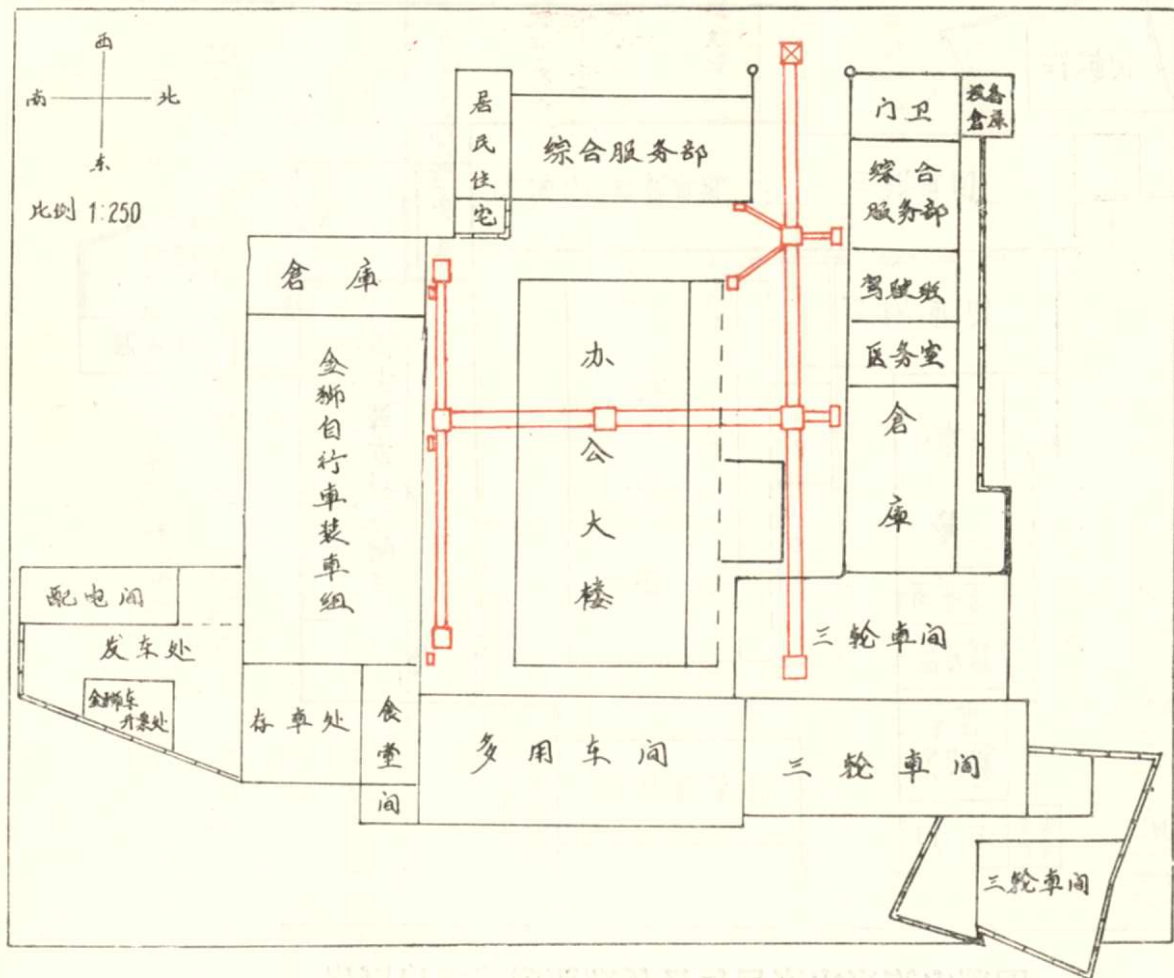 西
南 北
东
比例 1:250
居民住宅
综合服务部
门卫
设备
仓库
综合
服务部
驾驶班
医务室
倉庫
倉庫
金狮自行車装車组
办公大楼
配电间
发车处
金狮车
开票处
存車处
食堂间
多用车间
三轮車间
三轮車间
三轮車间